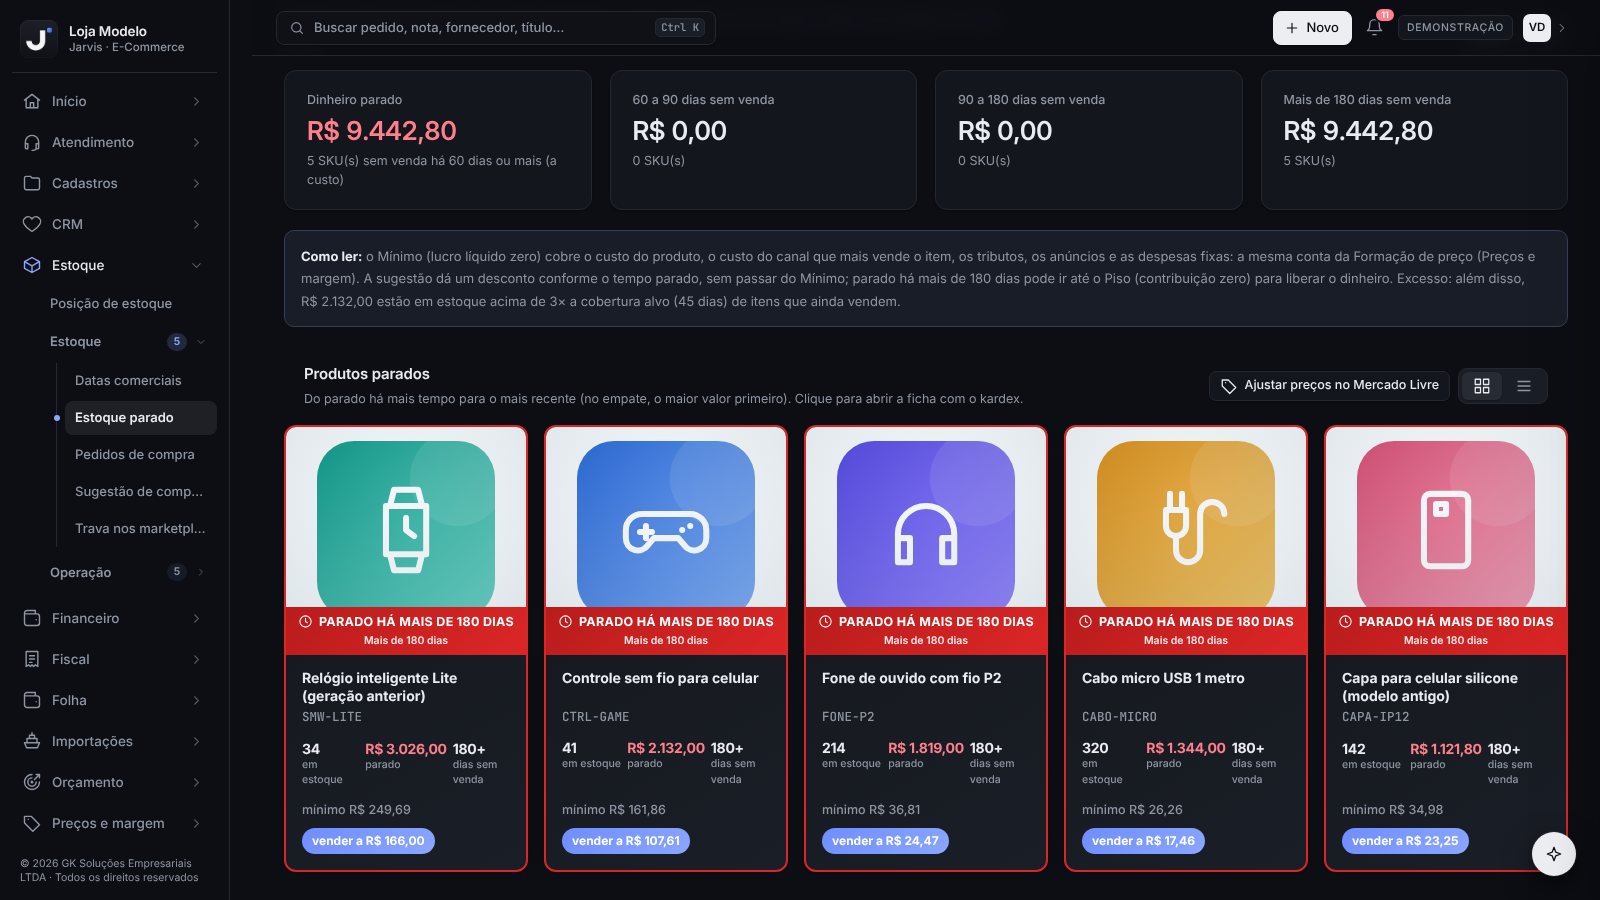 Loja Modelo
Jarvis · E-Commerce
Buscar pedido, nota, fornecedor, título...
Ctrl K
Novo
11
DEMONSTRAÇÃO
VD
Início
Atendimento
Cadastros
CRM
Estoque
Posição de estoque
Estoque
5
Datas comerciais
Estoque parado
Pedidos de compra
Sugestão de comp...
Trava nos marketpl...
Operação
5
Financeiro
Fiscal
Folha
Importações
Orçamento
Preços e margem
© 2026 GK Soluções Empresariais
LTDA · Todos os direitos reservados
Dinheiro parado
R$ 9.442,80
5 SKU(s) sem venda há 60 dias ou mais (a
custo)
60 a 90 dias sem venda
R$ 0,00
0 SKU(s)
90 a 180 dias sem venda
R$ 0,00
0 SKU(s)
Mais de 180 dias sem venda
R$ 9.442,80
5 SKU(s)
Como ler: o Mínimo (lucro líquido zero) cobre o custo do produto, o custo do canal que mais vende o item, os tributos, os anúncios e as despesas fixas: a mesma conta da Formação de preço (Preços e
margem). A sugestão dá um desconto conforme o tempo parado, sem passar do Mínimo; parado há mais de 180 dias pode ir até o Piso (contribuição zero) para liberar o dinheiro. Excesso: além disso,
R$ 2.132,00 estão em estoque acima de 3× a cobertura alvo (45 dias) de itens que ainda vendem.
Produtos parados
Do parado há mais tempo para o mais recente (no empate, o maior valor primeiro). Clique para abrir a ficha com o kardex.
Ajustar preços no Mercado Livre
PARADO HÁ MAIS DE 180 DIAS
Mais de 180 dias
Relógio inteligente Lite
(geração anterior)
SMW-LITE
34
em
estoque
R$ 3.026,00
parado
180+
dias sem
venda
mínimo R$ 249,69
vender a R$ 166,00
PARADO HÁ MAIS DE 180 DIAS
Mais de 180 dias
Controle sem fio para celular
CTRL-GAME
41
em estoque
R$ 2.132,00
parado
180+
dias sem
venda
mínimo R$ 161,86
vender a R$ 107,61
PARADO HÁ MAIS DE 180 DIAS
Mais de 180 dias
Fone de ouvido com fio P2
FONE-P2
214
em estoque
R$ 1.819,00
parado
180+
dias sem
venda
mínimo R$ 36,81
vender a R$ 24,47
PARADO HÁ MAIS DE 180 DIAS
Mais de 180 dias
Cabo micro USB 1 metro
CABO-MICRO
320
em
estoque
R$ 1.344,00
parado
180+
dias sem
venda
mínimo R$ 26,26
vender a R$ 17,46
PARADO HÁ MAIS DE 180 DIAS
Mais de 180 dias
Capa para celular silicone
(modelo antigo)
CAPA-IP12
142
em estoque
R$ 1.121,80
parado
180+
dias sem
venda
mínimo R$ 34,98
vender a R$ 23,25